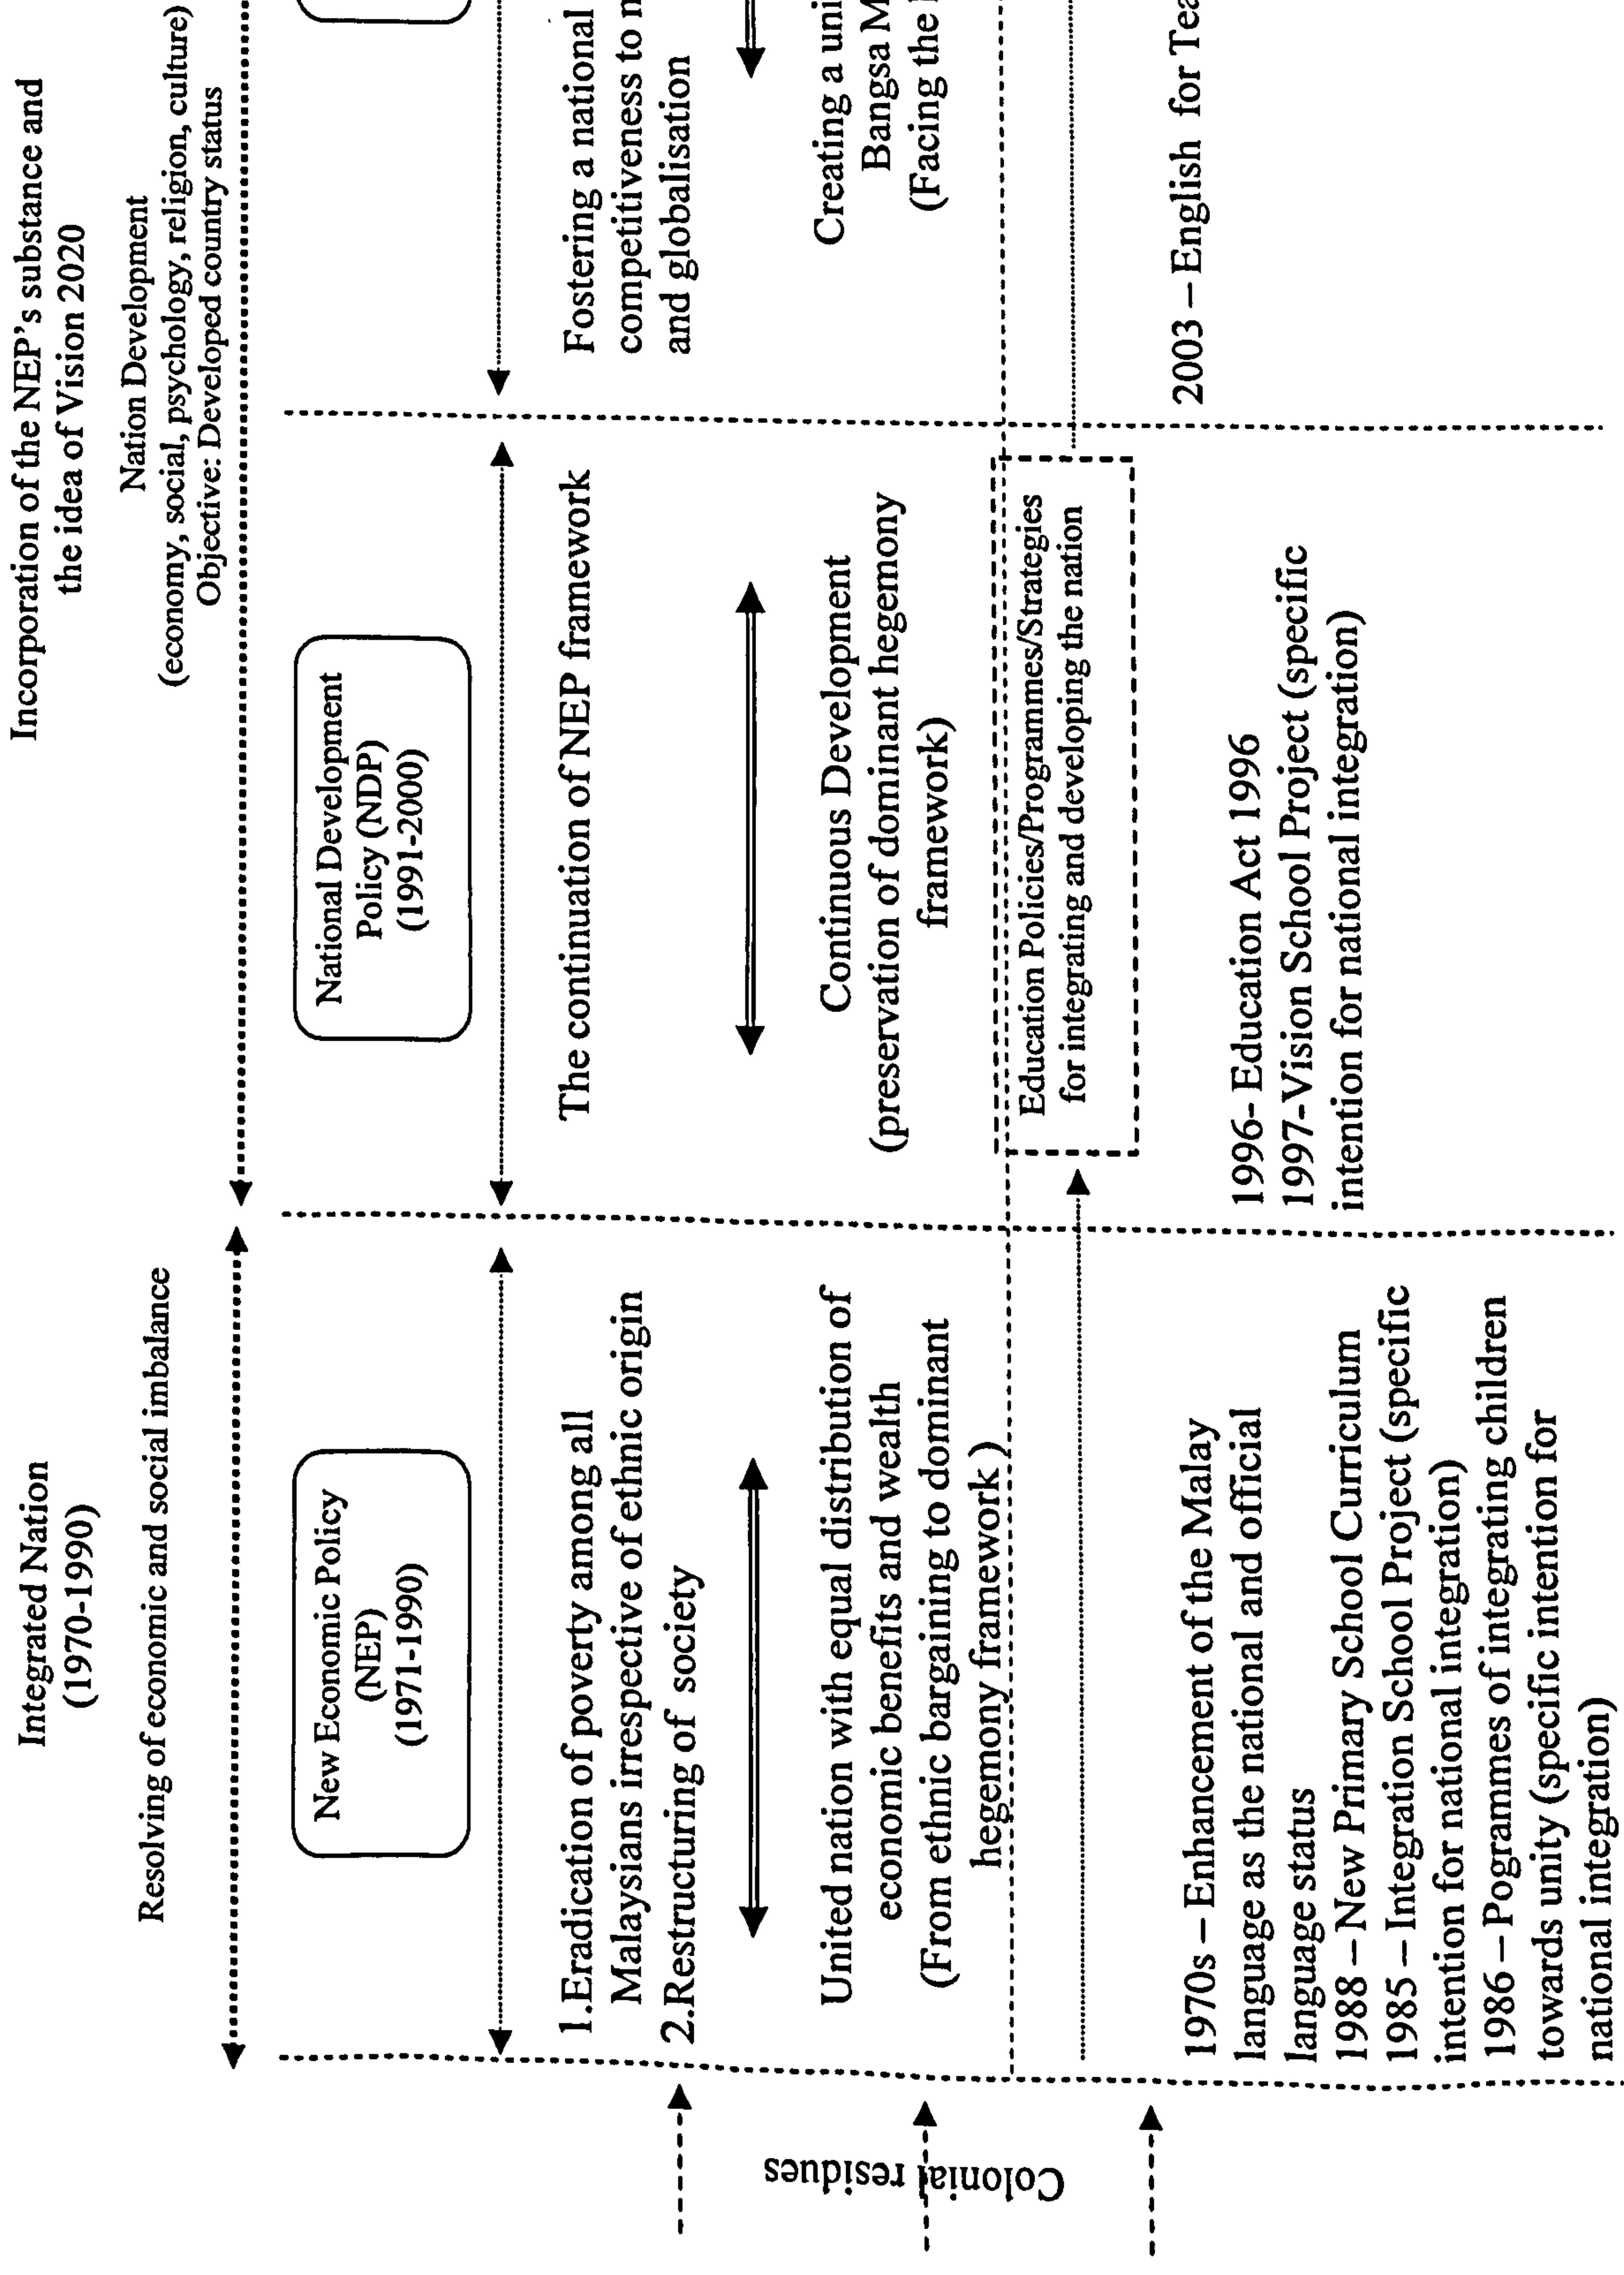 Integrated Nation
(1970-1990)
Resolving of economic and social imbalance
New Economic Policy
(NEP)
(1971-1990)
1.Eradication of poverty among all
Malaysians irrespective of ethnic origin
2.Restructuring of society
United nation with equal distribution of
economic benefits and wealth
(From ethnic bargaining to dominant
hegemony framework )
1970s – Enhancement of the Malay
language as the national and official
language status
1988 – New Primary School Curriculum
1985 – Integration School Project (specific
intention for national integration)
1986 – Pogrammes of integrating children
towards unity (specific intention for
national integration)
Colonial residues
Incorporation of the NEP's substance and
the idea of Vision 2020
Nation Development
(economy, social, psychology, religion, culture)
Objective: Developed country status
National Development
Policy (NDP)
(1991-2000)
The continuation of NEP framework
Continuous Development
(preservation of dominant hegemony
framework)
Education Policies/Programmes/Strategies
for integrating and developing the nation
1996- Education Act 1996
1997-Vision School Project (specific
intention for national integration)
Fostering a national
competitiveness to
and globalisation
Creating a uni
Bangsa M
(Facing the
2003 – English for Tea